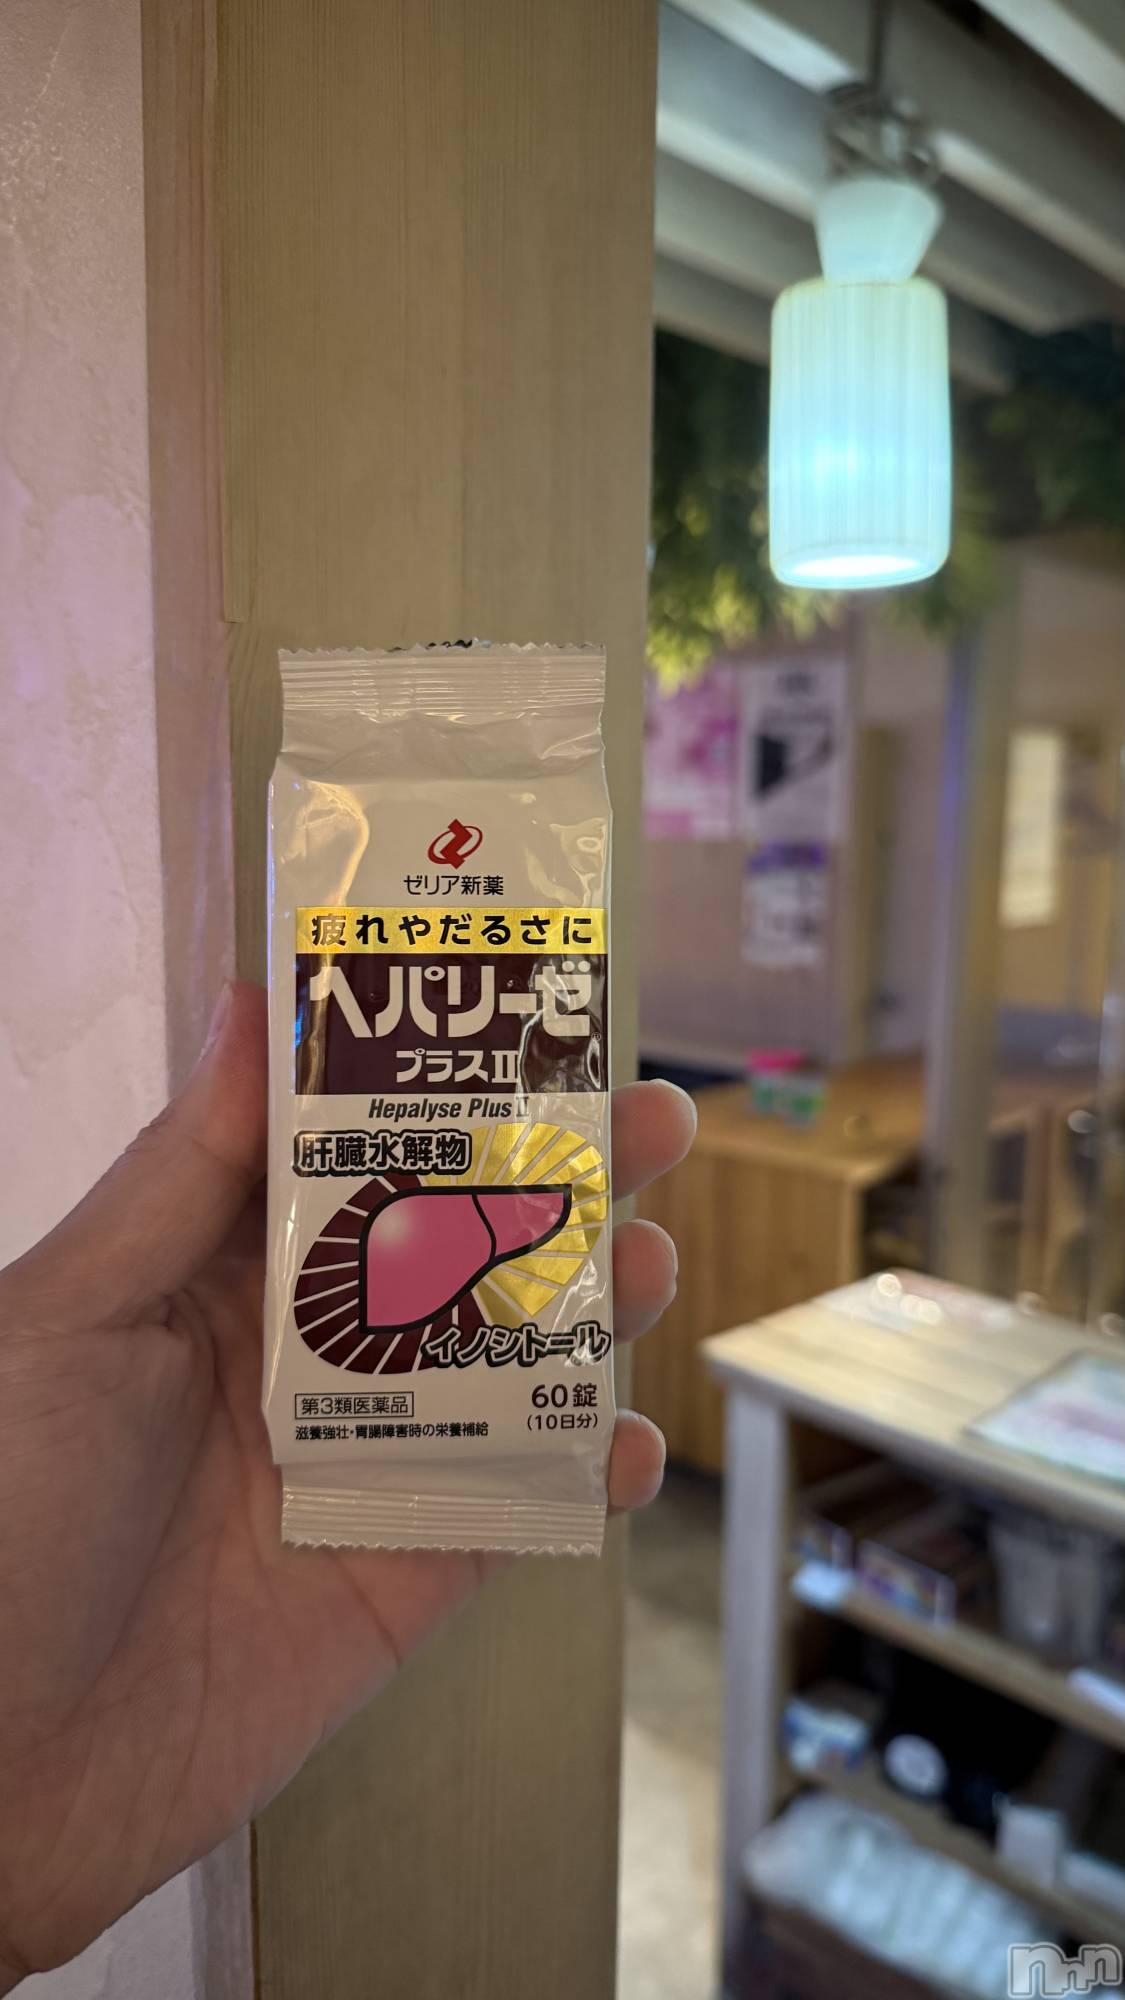 ゼリア新薬
疲れやだるさに
ヘパリーゼ®
プラスⅡ
Hepalyse Plus Ⅱ
肝臓水解物
イノシトール
第3類医薬品
60錠
(10日分)
滋養強壮・胃腸障害時の栄養補給
nnn